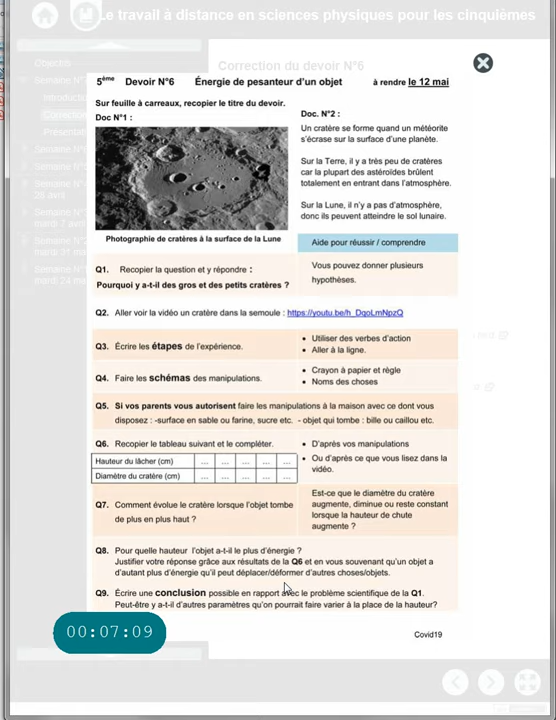 Le travail à distance en sciences physiques pour les cinquièmes
Correction du devoir N°6
5ème Devoir N°6 Énergie de pesanteur d'un objet à rendre le 12 mai
Sur feuille à carreaux, recopier le titre du devoir.
Doc N°1 :
Photographie de cratères à la surface de la Lune
Doc. N°2 :
Un cratère se forme quand un météorite
s'écrase sur la surface d'une planète.
Sur la Terre, il y a très peu de cratères
car la plupart des astéroïdes brûlent
totalement en entrant dans l'atmosphère.
Sur la Lune, il n'y a pas d'atmosphère,
donc ils peuvent atteindre le sol lunaire.
Aide pour réussir / comprendre
Q1. Recopier la question et y répondre :
Pourquoi y a-t-il des gros et des petits cratères ?
Vous pouvez donner plusieurs
hypothèses.
Q2. Aller voir la vidéo un cratère dans la semoule : https://youtu.be/h_DqoLmNpzQ
Q3. Écrire les étapes de l'expérience.
• Utiliser des verbes d'action
• Aller à la ligne.
Q4. Faire les schémas des manipulations.
• Crayon à papier et règle
• Noms des choses
Q5. Si vos parents vous autorisent faire les manipulations à la maison avec ce dont vous
disposez : -surface en sable ou farine, sucre etc. - objet qui tombe : bille ou caillou etc.
Q6. Recopier le tableau suivant et le compléter.
Hauteur du lâcher (cm) ... ... ... ... ...
Diamètre du cratère (cm) ... ... ... ... ...
• D'après vos manipulations
• Ou d'après ce que vous lisez dans la
vidéo.
Q7. Comment évolue le cratère lorsque l'objet tombe
de plus en plus haut ?
Est-ce que le diamètre du cratère
augmente, diminue ou reste constant
lorsque la hauteur de chute
augmente ?
Q8. Pour quelle hauteur l'objet a-t-il le plus d'énergie ?
Justifier votre réponse grâce aux résultats de la Q6 et en vous souvenant qu'un objet a
d'autant plus d'énergie qu'il peut déplacer/déformer d'autres choses/objets.
Q9. Écrire une conclusion possible en rapport avec le problème scientifique de la Q1.
Peut-être y a-t-il d'autres paramètres qu'on pourrait faire varier à la place de la hauteur?
00:07:09
Covid19